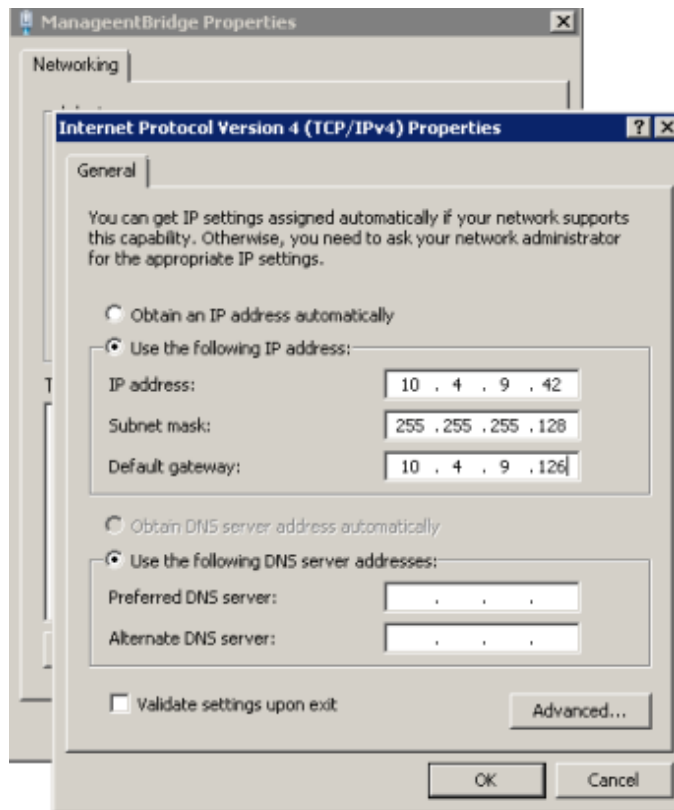 ManageentBridge Properties
Networking
Internet Protocol Version 4 (TCP/IPv4) Properties
General
You can get IP settings assigned automatically if your network supports
this capability. Otherwise, you need to ask your network administrator
for the appropriate IP settings.
Obtain an IP address automatically
Use the following IP address:
IP address: 10 . 4 . 9 . 42
Subnet mask: 255 .255 .255 .128
Default gateway: 10 . 4 . 9 .126
Obtain DNS server address automatically
Use the following DNS server addresses:
Preferred DNS server: . . .
Alternate DNS server: . . .
Validate settings upon exit
Advanced...
OK
Cancel